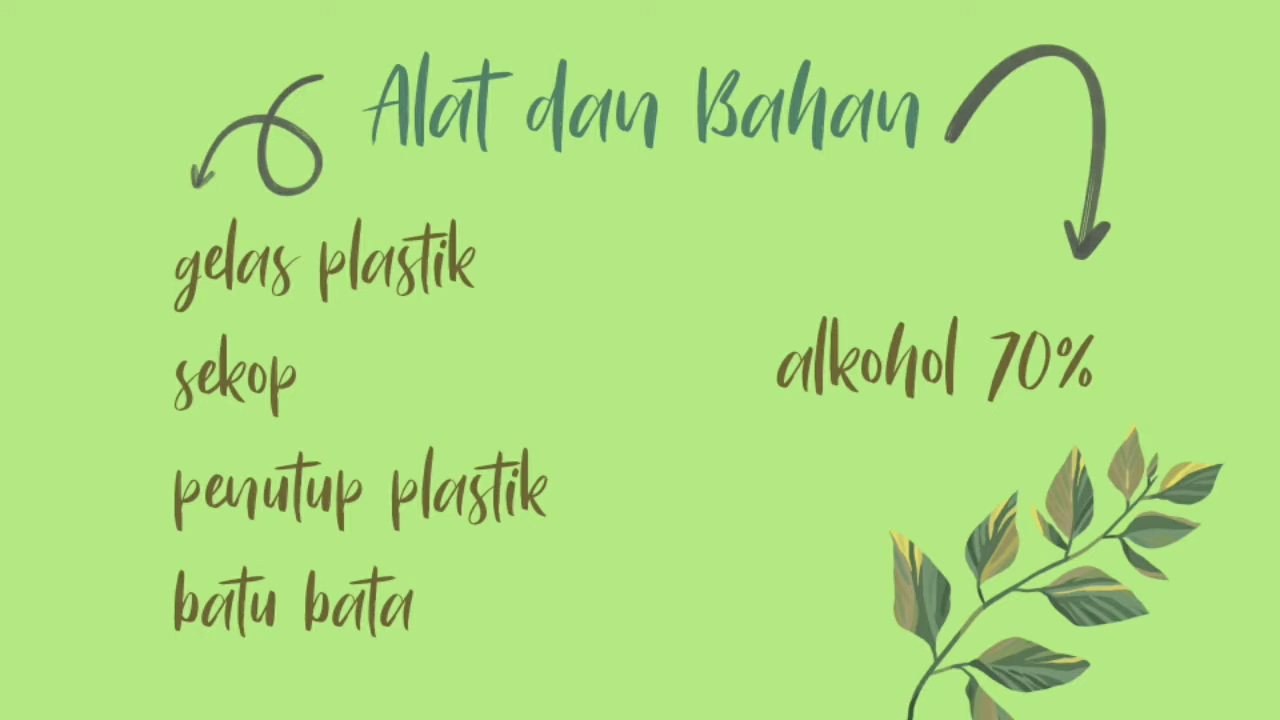 Alat dan Bahan
gelas plastik
sekop
penutup plastik
batu bata
alkohol 70%